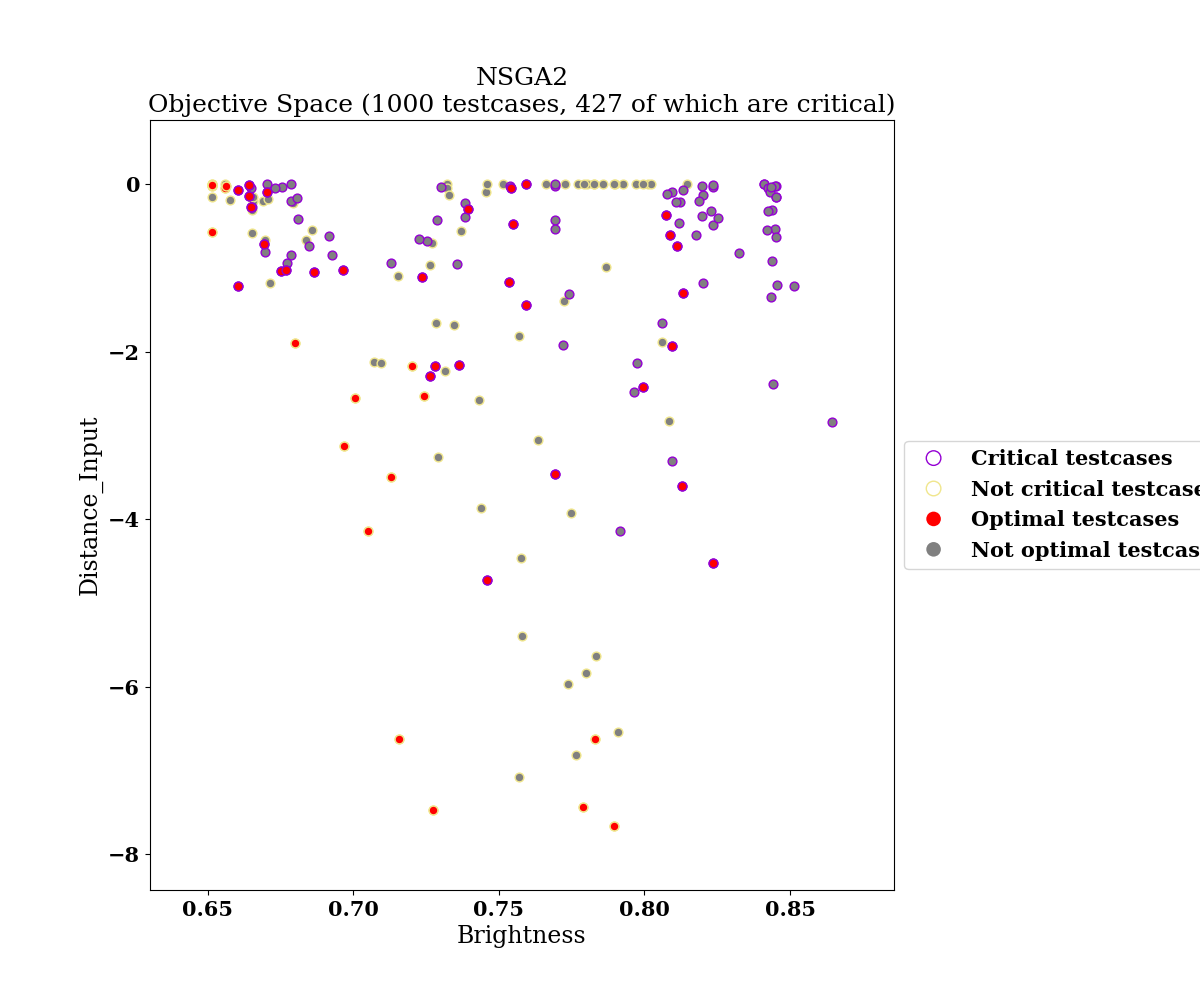 NSGA2
Objective Space (1000 testcases, 427 of which are critical)
0
−2
−4
−6
−8
Distance_Input
0.65 0.70 0.75 0.80 0.85
Brightness
Critical testcases
Not critical testcase
Optimal testcases
Not optimal testcas